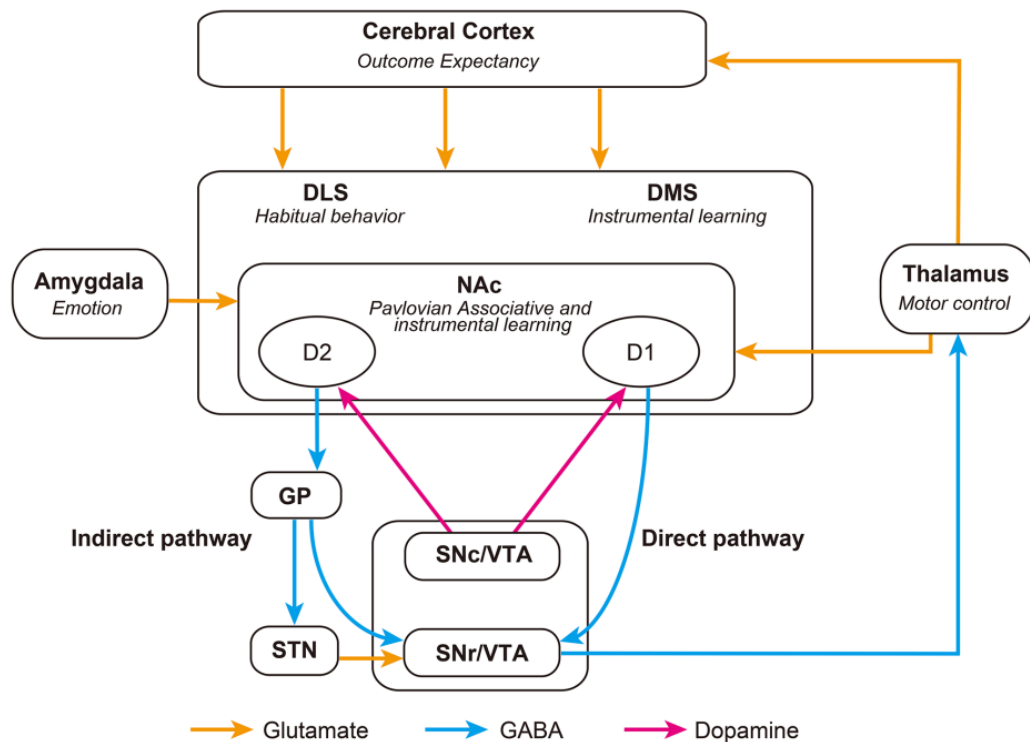 Cerebral Cortex
Outcome Expectancy
DLS
Habitual behavior
DMS
Instrumental learning
Amygdala
Emotion
NAc
Pavlovian Associative and
instrumental learning
Thalamus
Motor control
D2
D1
GP
Indirect pathway
SNc/VTA
Direct pathway
STN
SNr/VTA
Glutamate
GABA
Dopamine